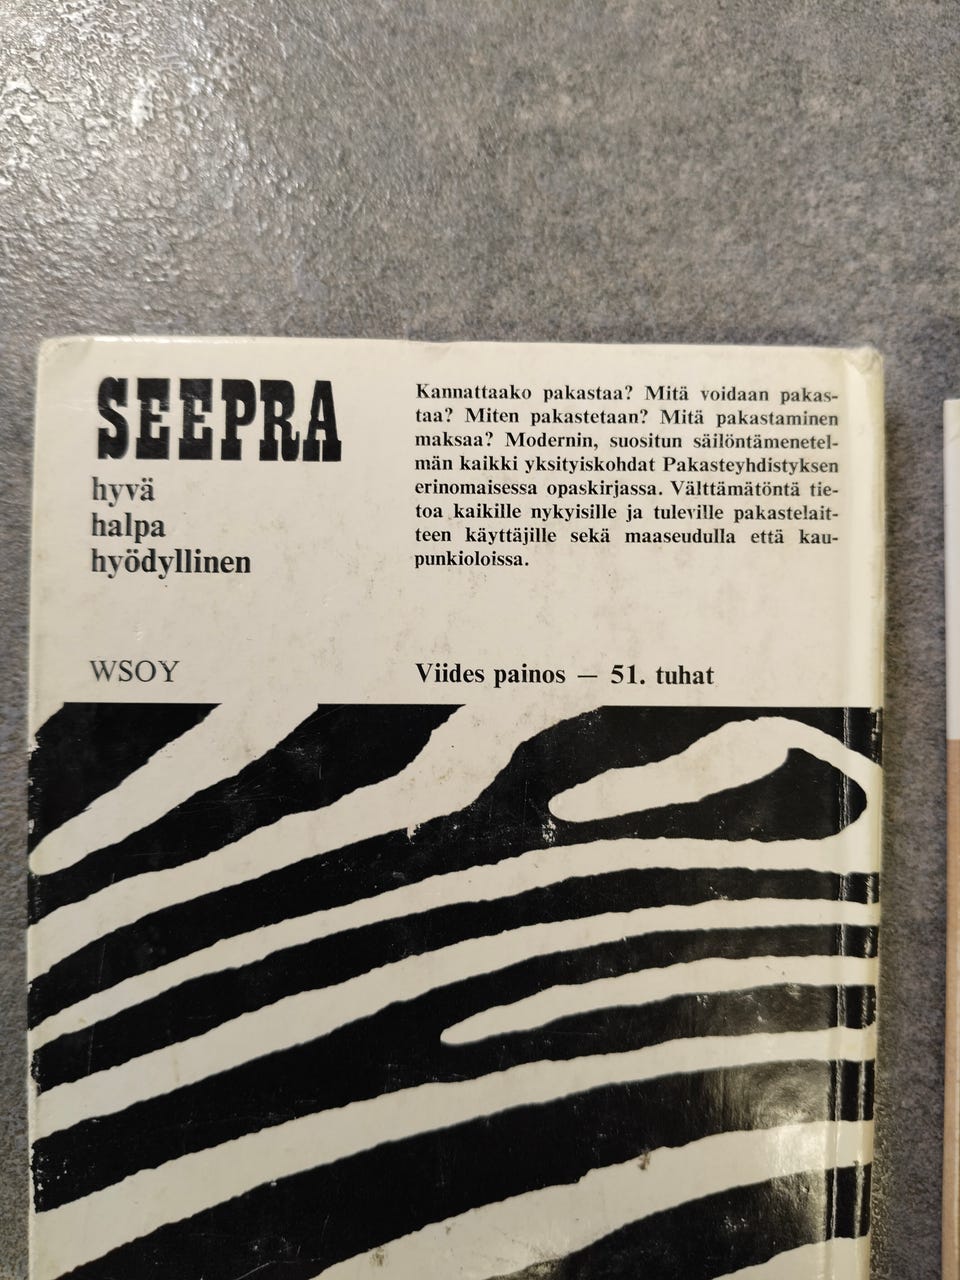 SEEPRA
hyvä
halpa
hyödyllinen
WSOY
Kannattaako pakastaa? Mitä voidaan pakas-
taa? Miten pakastetaan? Mitä pakastaminen
maksaa? Modernin, suositun säilöntämenetel-
män kaikki yksityiskohdat Pakasteyhdistyksen
erinomaisessa opaskirjassa. Välttämätöntä tie-
toa kaikille nykyisille ja tuleville pakastelait-
teen käyttäjille sekä maaseudulla että kau-
punkioloissa.
Viides painos — 51. tuhat